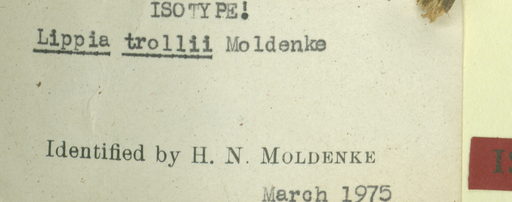 ISOTYPE!
Lippia trollii Moldenke
Identified by H. N. MOLDENKE
March 1975